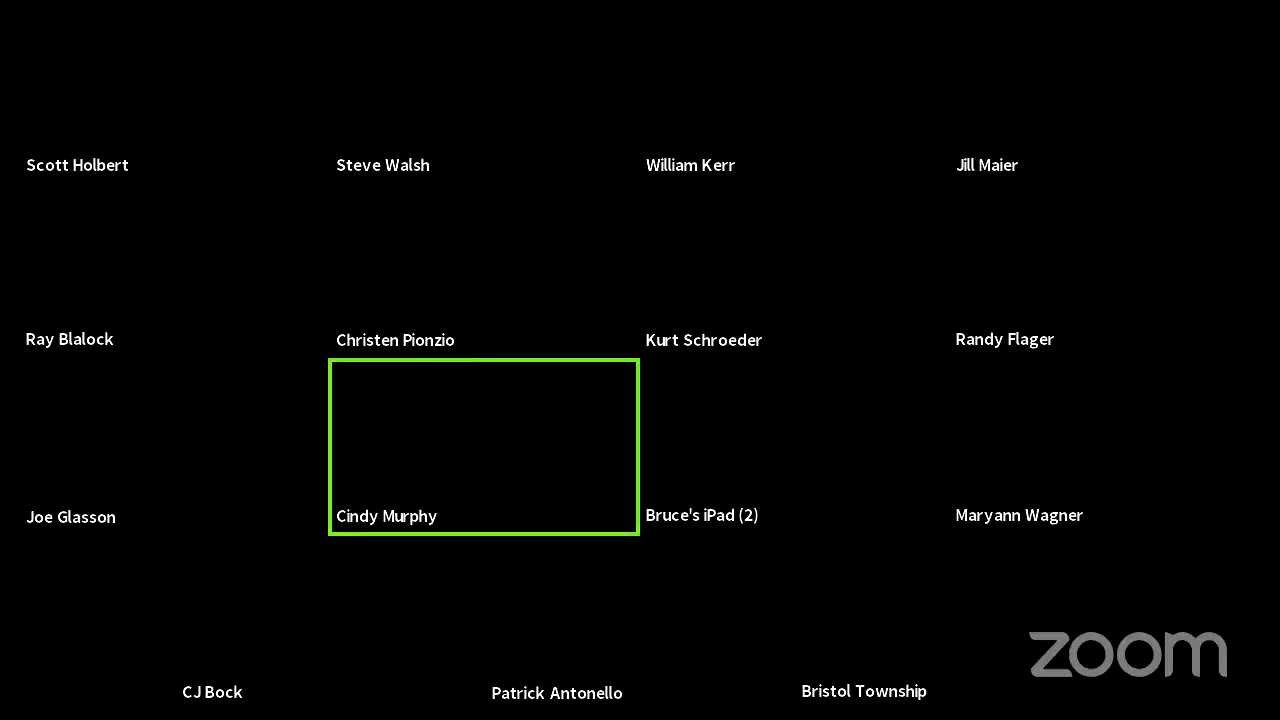 Scott Holbert
Steve Walsh
William Kerr
Jill Maier
Ray Blalock
Christen Pionzio
Kurt Schroeder
Randy Flager
Joe Glasson
Cindy Murphy
Bruce's iPad (2)
Maryann Wagner
CJ Bock
Patrick Antonello
Bristol Township
zoom